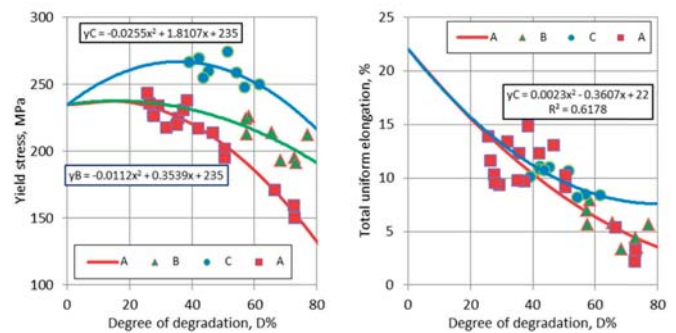 350
300
250
200
150
100
0
20
40
60
80
Yield stress, MPa
Degree of degradation, D%
yC = -0.0255x² + 1.8107x + 235
yB = -0.0112x² + 0.3539x + 235
A B C A
25
20
15
10
5
0
0
20
40
60
80
Total uniform elongation, %
Degree of degradation, D%
A B C A
yC = 0.0023x² - 0.3607x + 22
R² = 0.6178